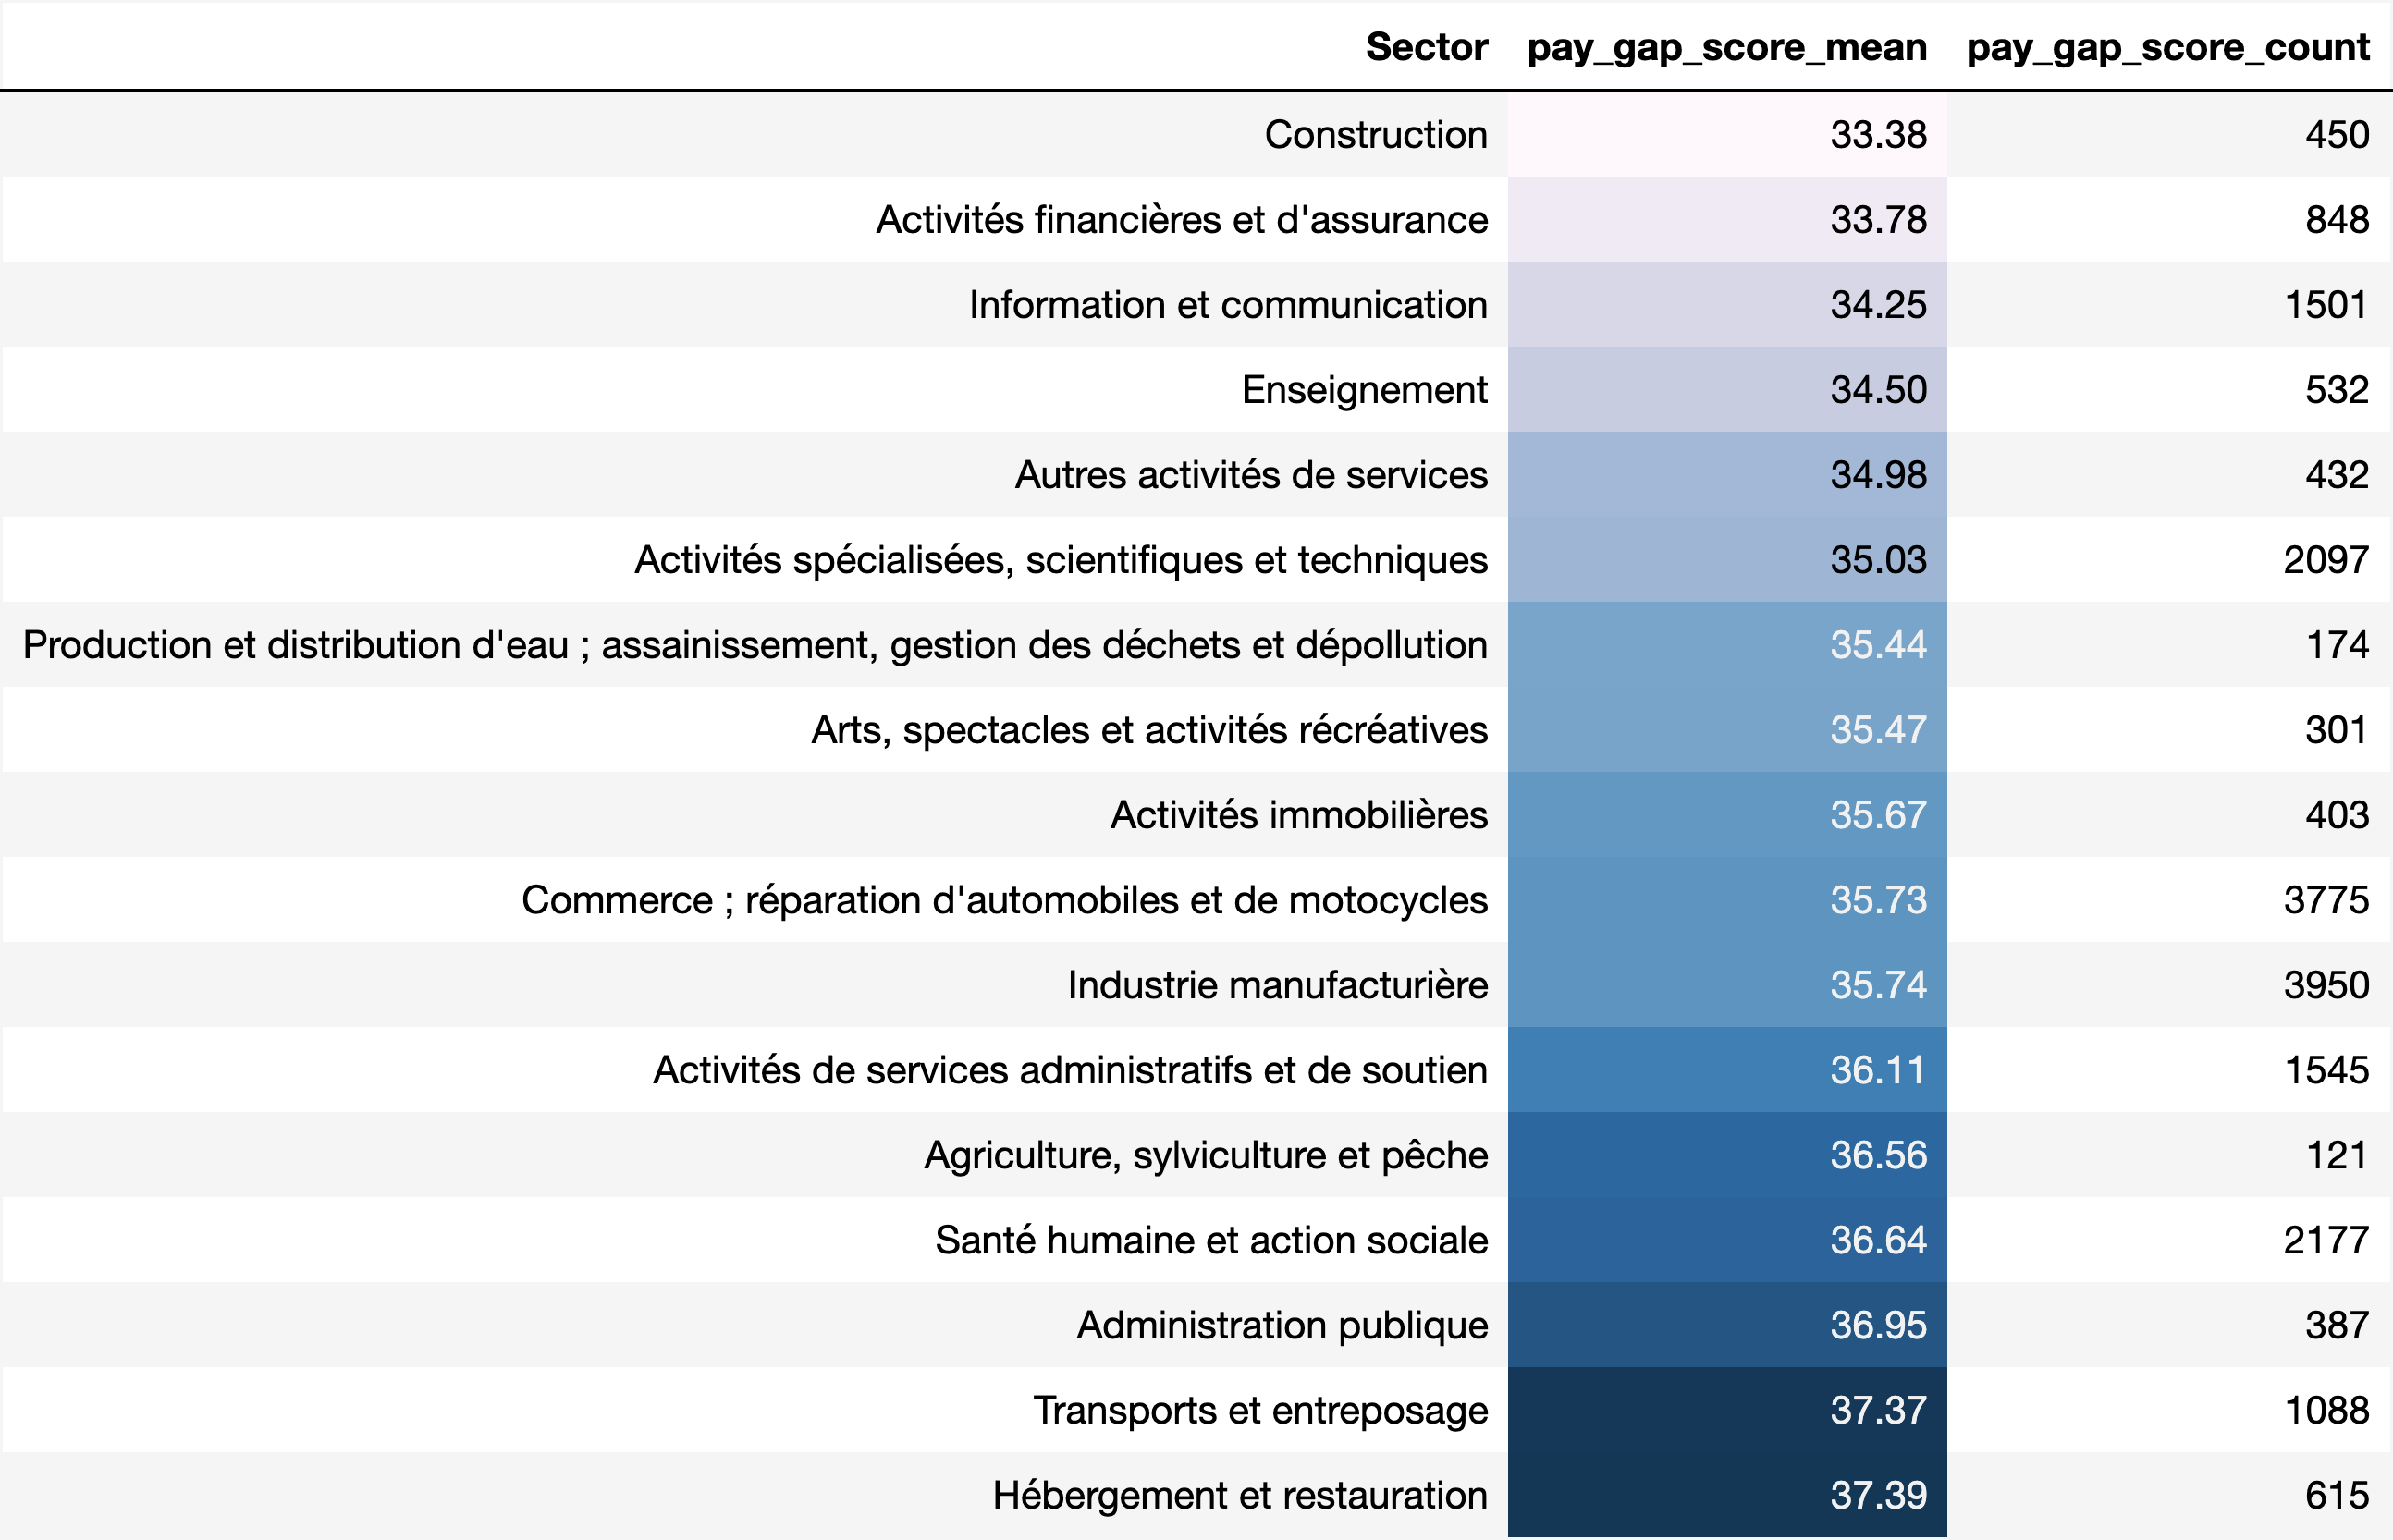 Sector pay_gap_score_mean pay_gap_score_count
Construction 33.38 450
Activités financières et d'assurance 33.78 848
Information et communication 34.25 1501
Enseignement 34.50 532
Autres activités de services 34.98 432
Activités spécialisées, scientifiques et techniques 35.03 2097
Production et distribution d'eau ; assainissement, gestion des déchets et dépollution 35.44 174
Arts, spectacles et activités récréatives 35.47 301
Activités immobilières 35.67 403
Commerce ; réparation d'automobiles et de motocycles 35.73 3775
Industrie manufacturière 35.74 3950
Activités de services administratifs et de soutien 36.11 1545
Agriculture, sylviculture et pêche 36.56 121
Santé humaine et action sociale 36.64 2177
Administration publique 36.95 387
Transports et entreposage 37.37 1088
Hébergement et restauration 37.39 615